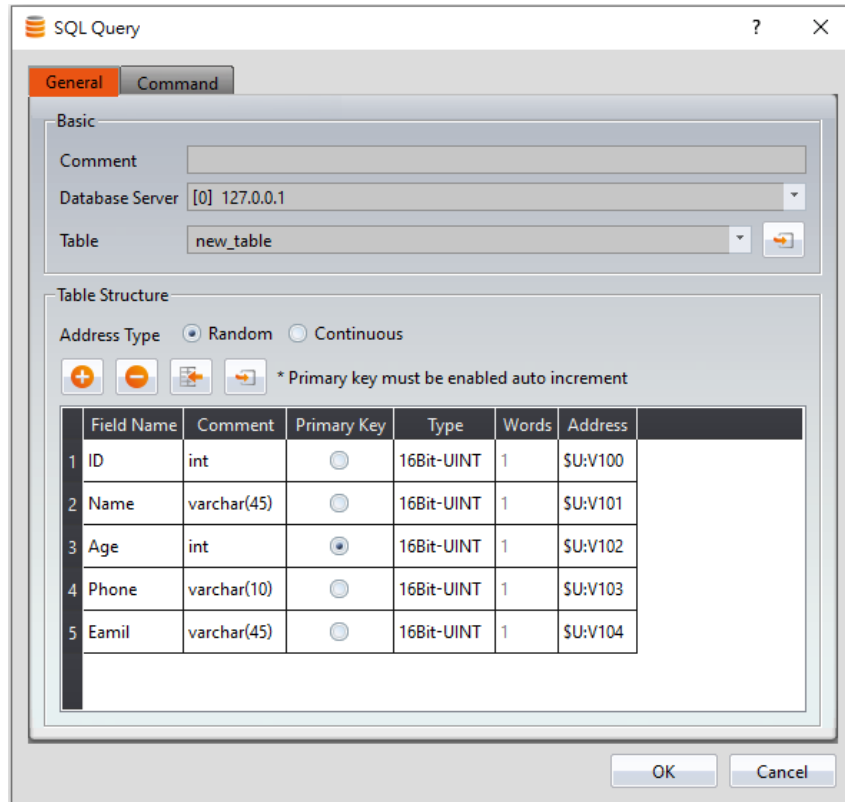 SQL Query ?
General Command
Basic
Comment
Database Server [0] 127.0.0.1
Table new_table
Table Structure
Address Type Random Continuous
* Primary key must be enabled auto increment
Field Name Comment Primary Key Type Words Address
1 ID int 16Bit-UINT 1 $U:V100
2 Name varchar(45) 16Bit-UINT 1 $U:V101
3 Age int 16Bit-UINT 1 $U:V102
4 Phone varchar(10) 16Bit-UINT 1 $U:V103
5 Eamil varchar(45) 16Bit-UINT 1 $U:V104
OK Cancel